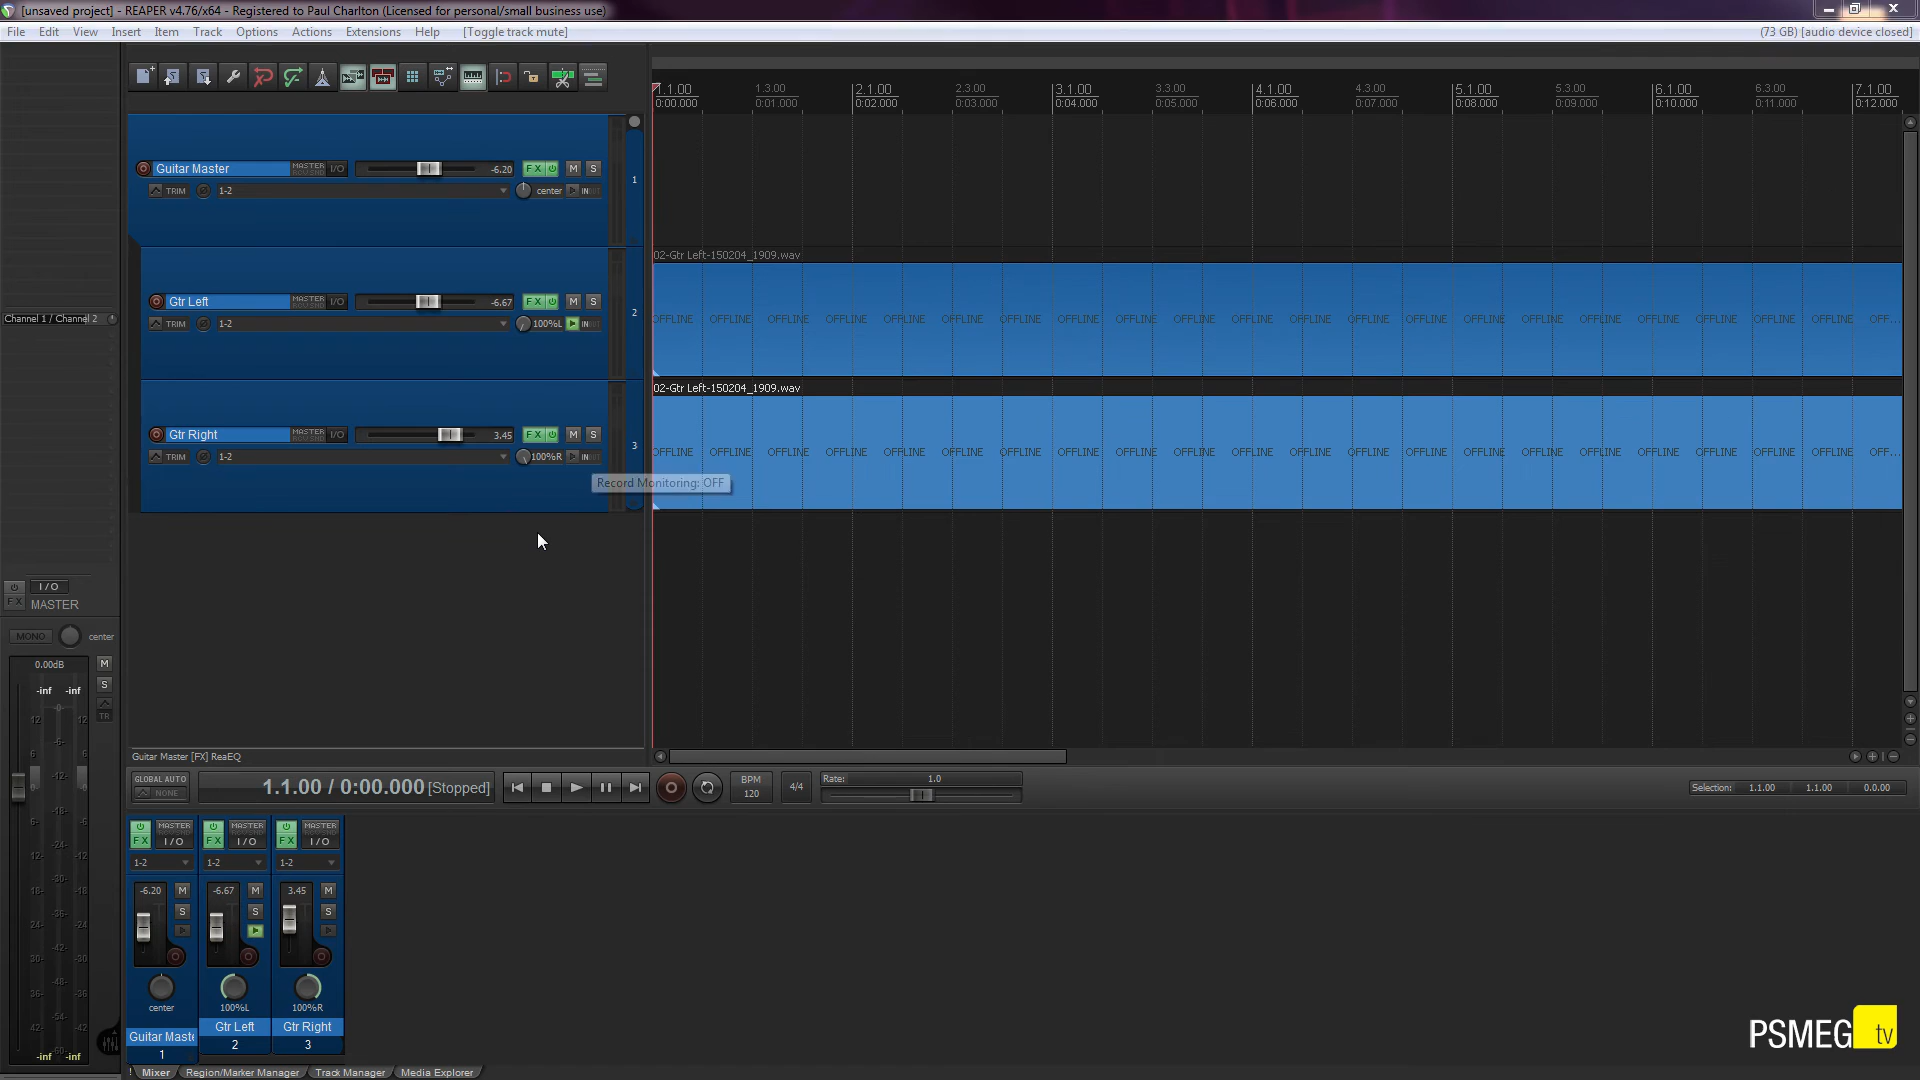 [unsaved project] - REAPER v4.76/x64 - Registered to Paul Charlton (Licensed for personal/small business use)
File Edit View Insert Item Track Options Actions Extensions Help [Toggle track mute] (73 GB) [audio device closed]
1.1.00 1.3.00 2.1.00 2.3.00 3.1.00 3.3.00 4.1.00 4.3.00 5.1.00 5.3.00 6.1.00 6.3.00 7.1.00
0:00.000 0:01.000 0:02.000 0:03.000 0:04.000 0:05.000 0:06.000 0:07.000 0:08.000 0:09.000 0:10.000 0:11.000 0:12.000
Guitar Master MASTER I/O -6.20 FX M S
TRIM 1-2 center IN
1
02-Gtr Left-150204_1909.wav
Gtr Left MASTER I/O -6.67 FX M S
TRIM 1-2 100%L IN
2
OFFLINE OFFLINE OFFLINE OFFLINE OFFLINE OFFLINE OFFLINE OFFLINE OFFLINE OFFLINE OFFLINE OFFLINE OFFLINE OFFLINE OFFLINE OFFLINE OFFLINE OFFLINE OFFLINE OFFLINE OFFLINE OFF...
02-Gtr Left-150204_1909.wav
Gtr Right MASTER I/O 3.45 FX M S
TRIM 1-2 100%R IN
3
OFFLINE OFFLINE OFFLINE OFFLINE OFFLINE OFFLINE OFFLINE OFFLINE OFFLINE OFFLINE OFFLINE OFFLINE OFFLINE OFFLINE OFFLINE OFFLINE OFFLINE OFFLINE OFFLINE OFFLINE OFFLINE OFF...
Record Monitoring: OFF
Channel 1 / Channel 2
I/O
FX MASTER
MONO center
0.00dB M
S
-inf -inf
TR
Guitar Master [FX] ReaEQ
GLOBAL AUTO
NONE
1.1.00 / 0:00.000 [Stopped]
BPM
120
4/4
Rate: 1.0
Selection: 1.1.00 1.1.00 0.0.00
FX MASTER I/O FX MASTER I/O FX MASTER I/O
1-2 1-2 1-2
-6.20 M -6.67 M 3.45 M
S S S
center 100%L 100%R
Guitar Maste Gtr Left Gtr Right
1 2 3
-inf -inf
! Mixer Region/Marker Manager Track Manager Media Explorer
PSMEG tv